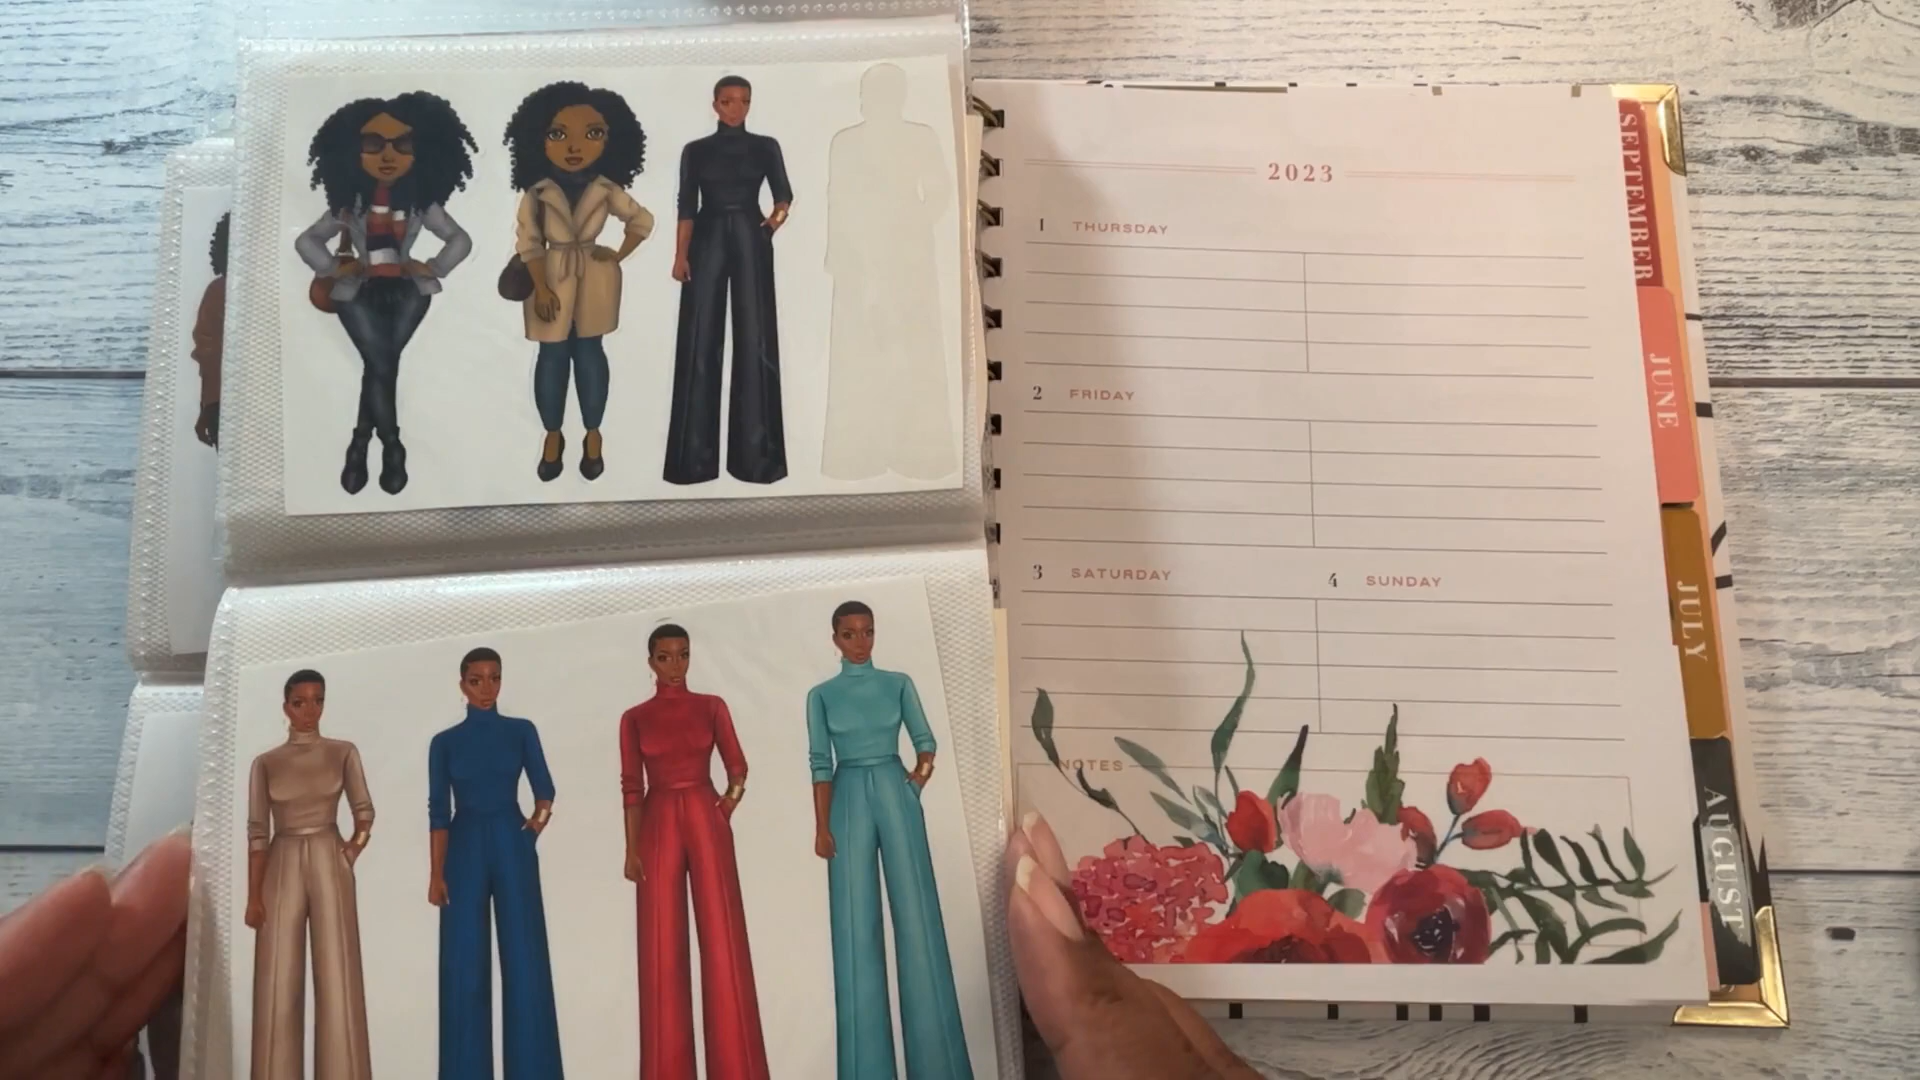 2023
1 THURSDAY
2 FRIDAY
3 SATURDAY
4 SUNDAY
NOTES
SEPTEMBER
JUNE
JULY
AUGUST